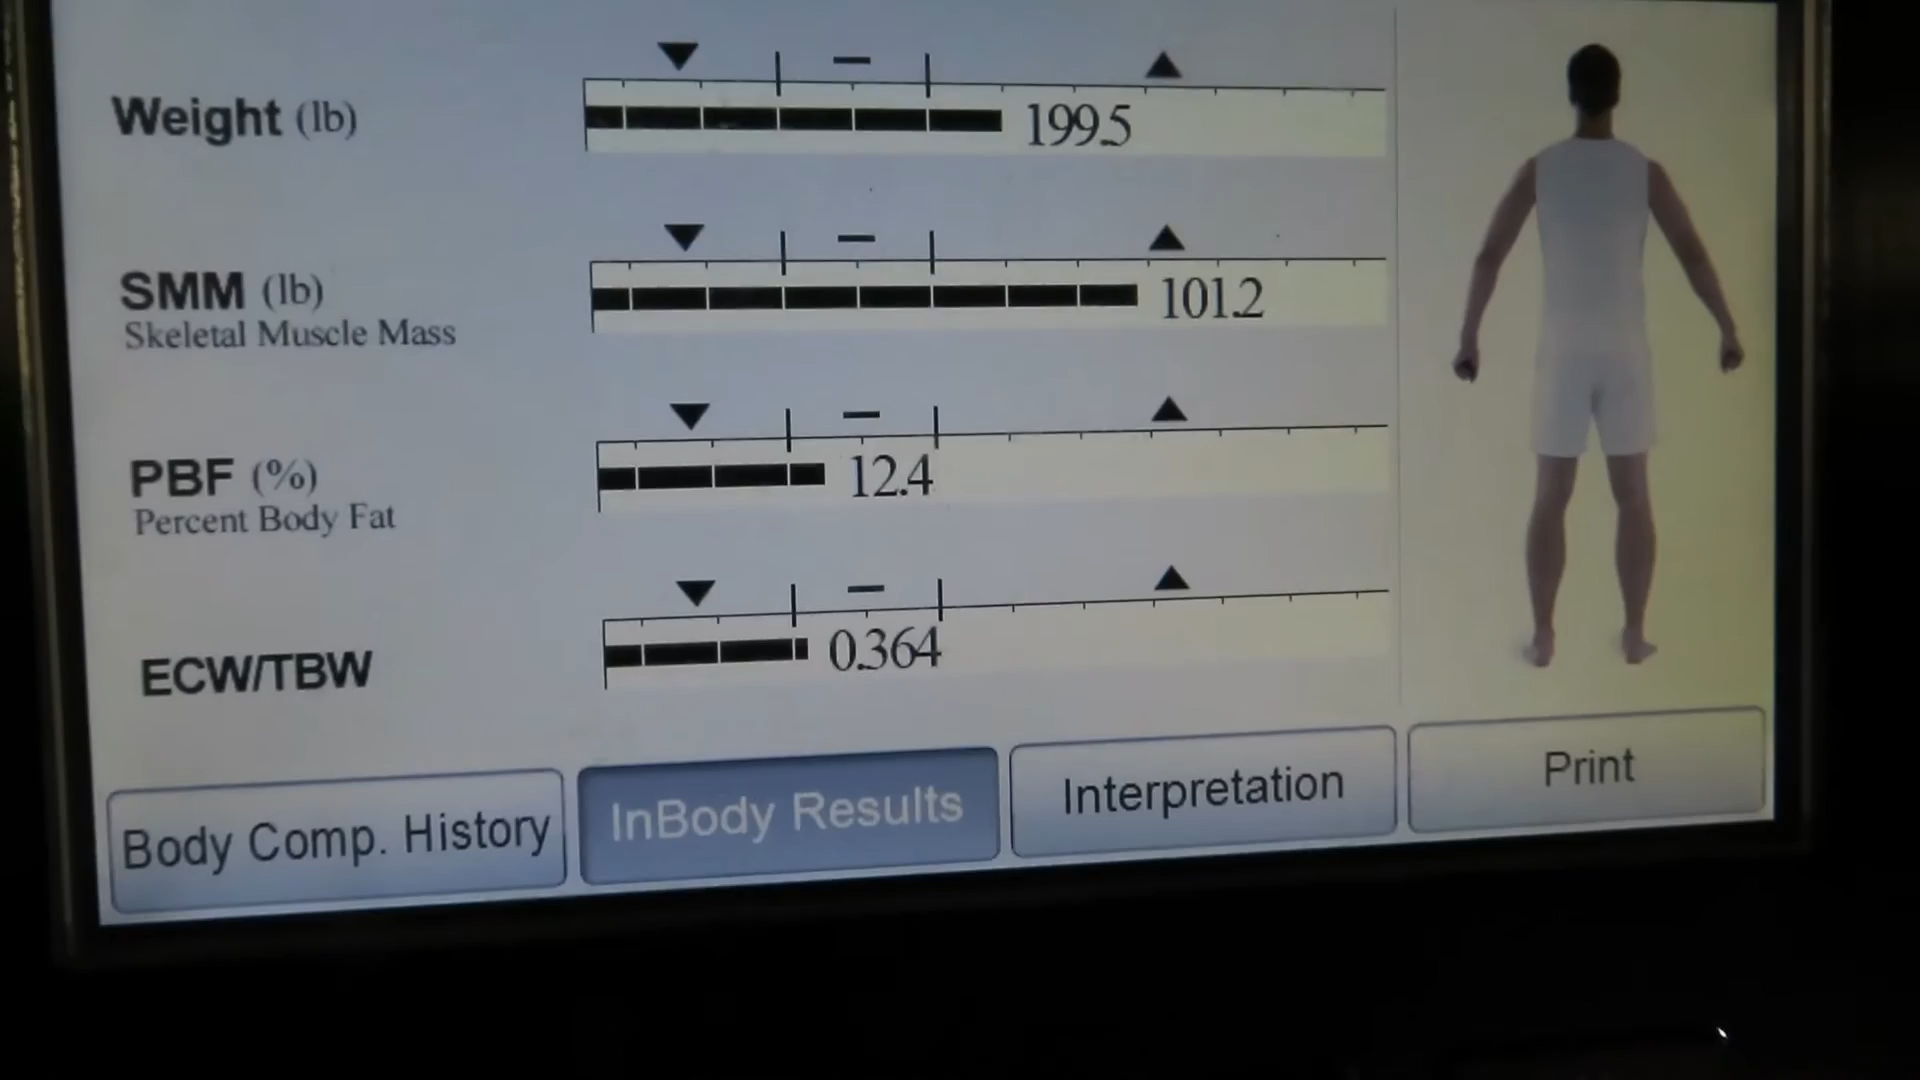 Weight (lb) 199.5
SMM (lb) 101.2
Skeletal Muscle Mass
PBF (%) 12.4
Percent Body Fat
ECW/TBW 0.364
Body Comp. History InBody Results Interpretation Print